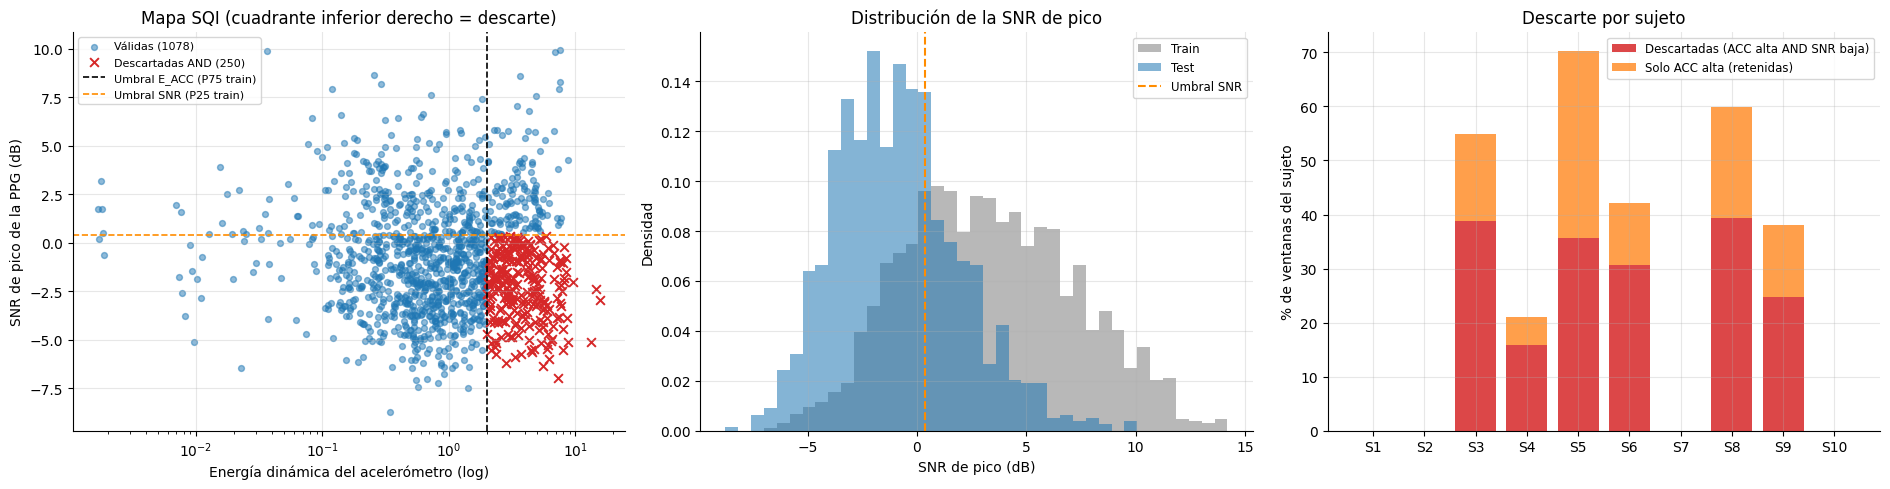 Mapa SQI (cuadrante inferior derecho = descarte)
SNR de pico de la PPG (dB)
10.0
7.5
5.0
2.5
0.0
−2.5
−5.0
−7.5
Válidas (1078)
Descartadas AND (250)
Umbral E_ACC (P75 train)
Umbral SNR (P25 train)
10⁻² 10⁻¹ 10⁰ 10¹
Energía dinámica del acelerómetro (log)
Distribución de la SNR de pico
Densidad
0.14
0.12
0.10
0.08
0.06
0.04
0.02
0.00
Train
Test
Umbral SNR
−5 0 5 10 15
SNR de pico (dB)
Descarte por sujeto
% de ventanas del sujeto
70
60
50
40
30
20
10
0
Descartadas (ACC alta AND SNR baja)
Solo ACC alta (retenidas)
S1 S2 S3 S4 S5 S6 S7 S8 S9 S10